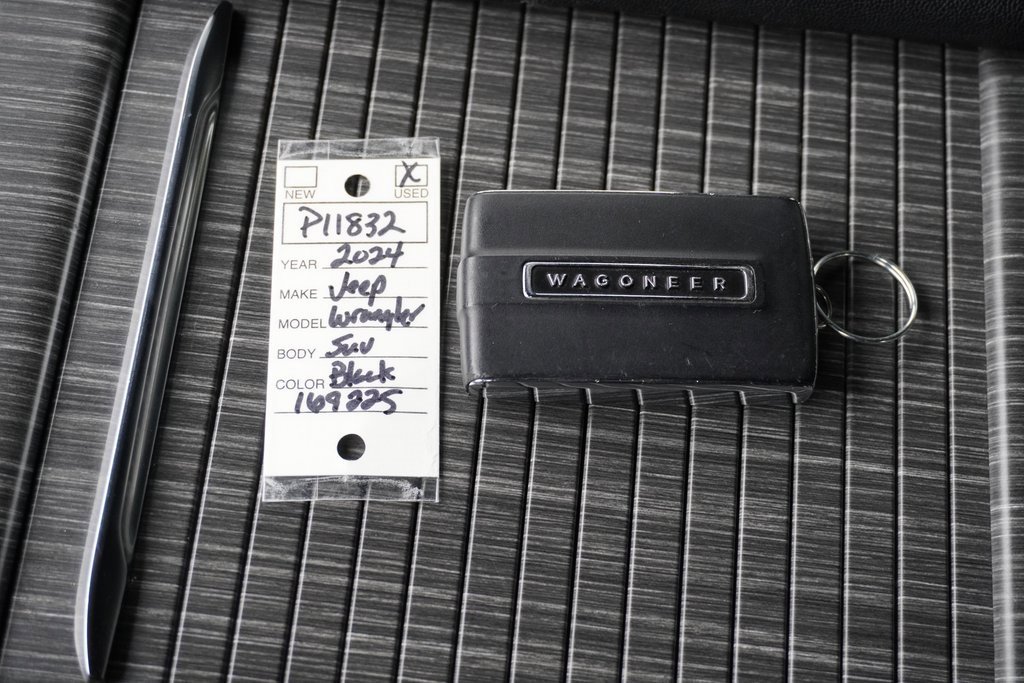 X
NEW USED
P11832
YEAR 2024
MAKE Jeep
MODEL Wrangler
BODY Suv
COLOR Black
169225
WAGONEER